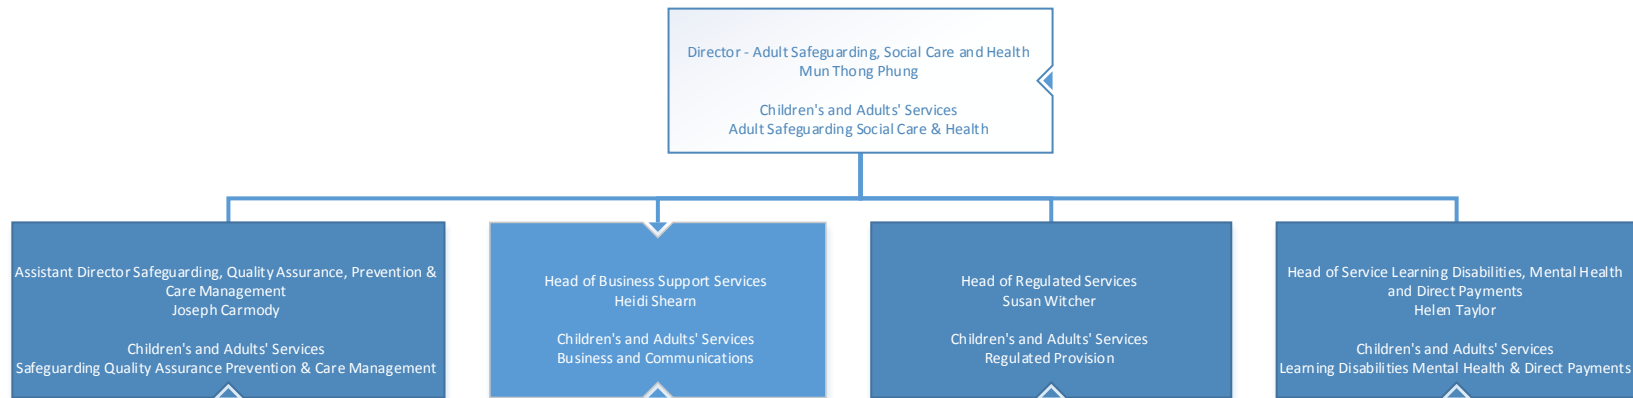 Director - Adult Safeguarding, Social Care and Health
Mun Thong Phung
Children's and Adults' Services
Adult Safeguarding Social Care & Health
Assistant Director Safeguarding, Quality Assurance, Prevention &
Care Management
Joseph Carmody
Children's and Adults' Services
Safeguarding Quality Assurance Prevention & Care Management
Head of Business Support Services
Heidi Shearn
Children's and Adults' Services
Business and Communications
Head of Regulated Services
Susan Witcher
Children's and Adults' Services
Regulated Provision
Head of Service Learning Disabilities, Mental Health
and Direct Payments
Helen Taylor
Children's and Adults' Services
Learning Disabilities Mental Health & Direct Payments